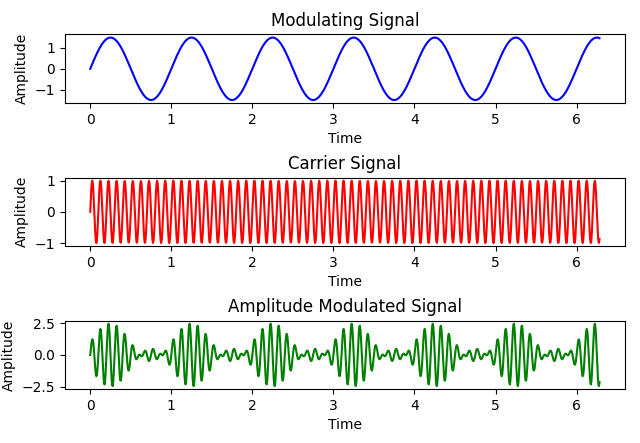 Modulating Signal
1
0
−1
Amplitude
0 1 2 3 4 5 6
Time
Carrier Signal
1
0
−1
Amplitude
0 1 2 3 4 5 6
Time
Amplitude Modulated Signal
2.5
0.0
−2.5
Amplitude
0 1 2 3 4 5 6
Time